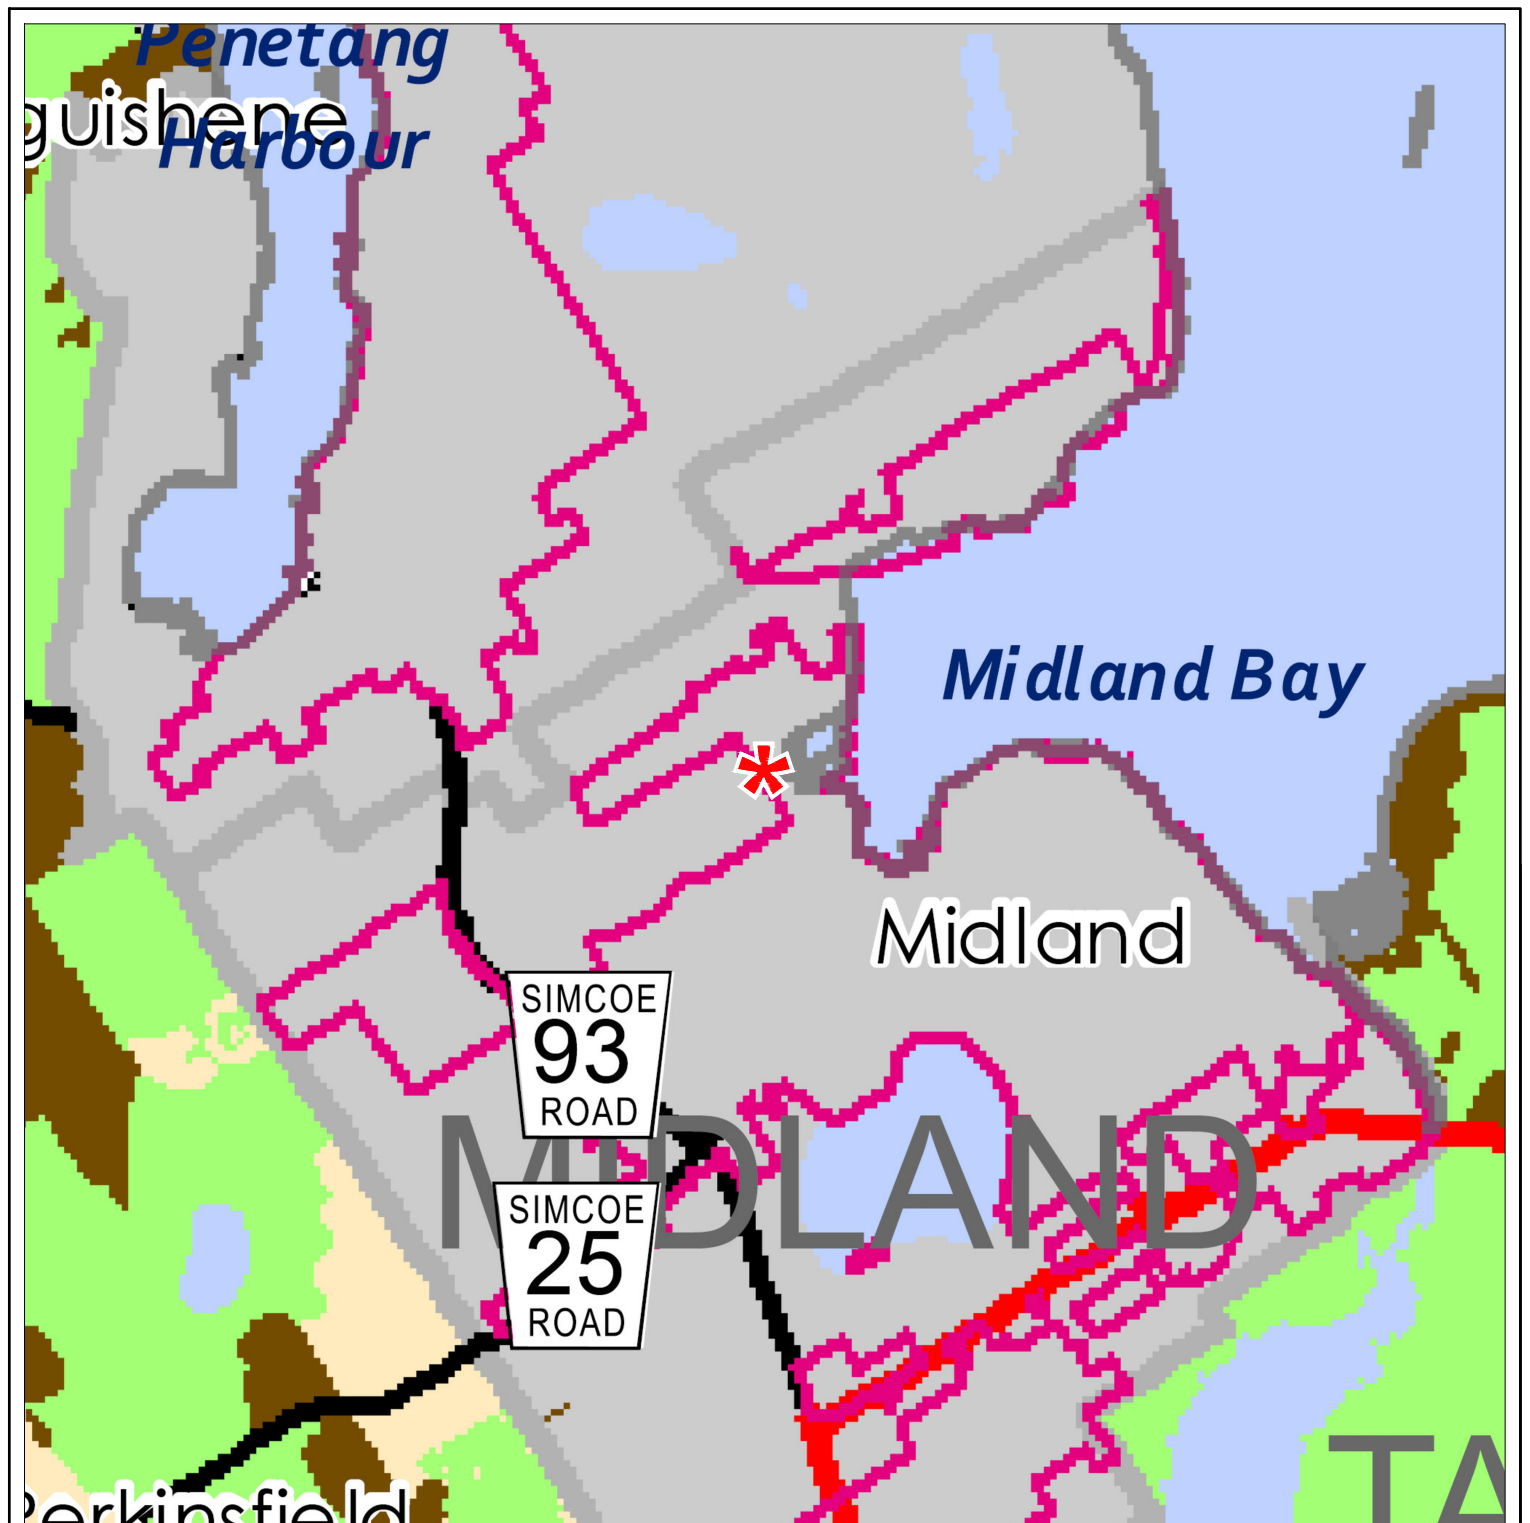 Penetang
guishene
Harbour
Midland Bay
Midland
SIMCOE
93
ROAD
MIDLAND
SIMCOE
25
ROAD
TA
Perkinsfield